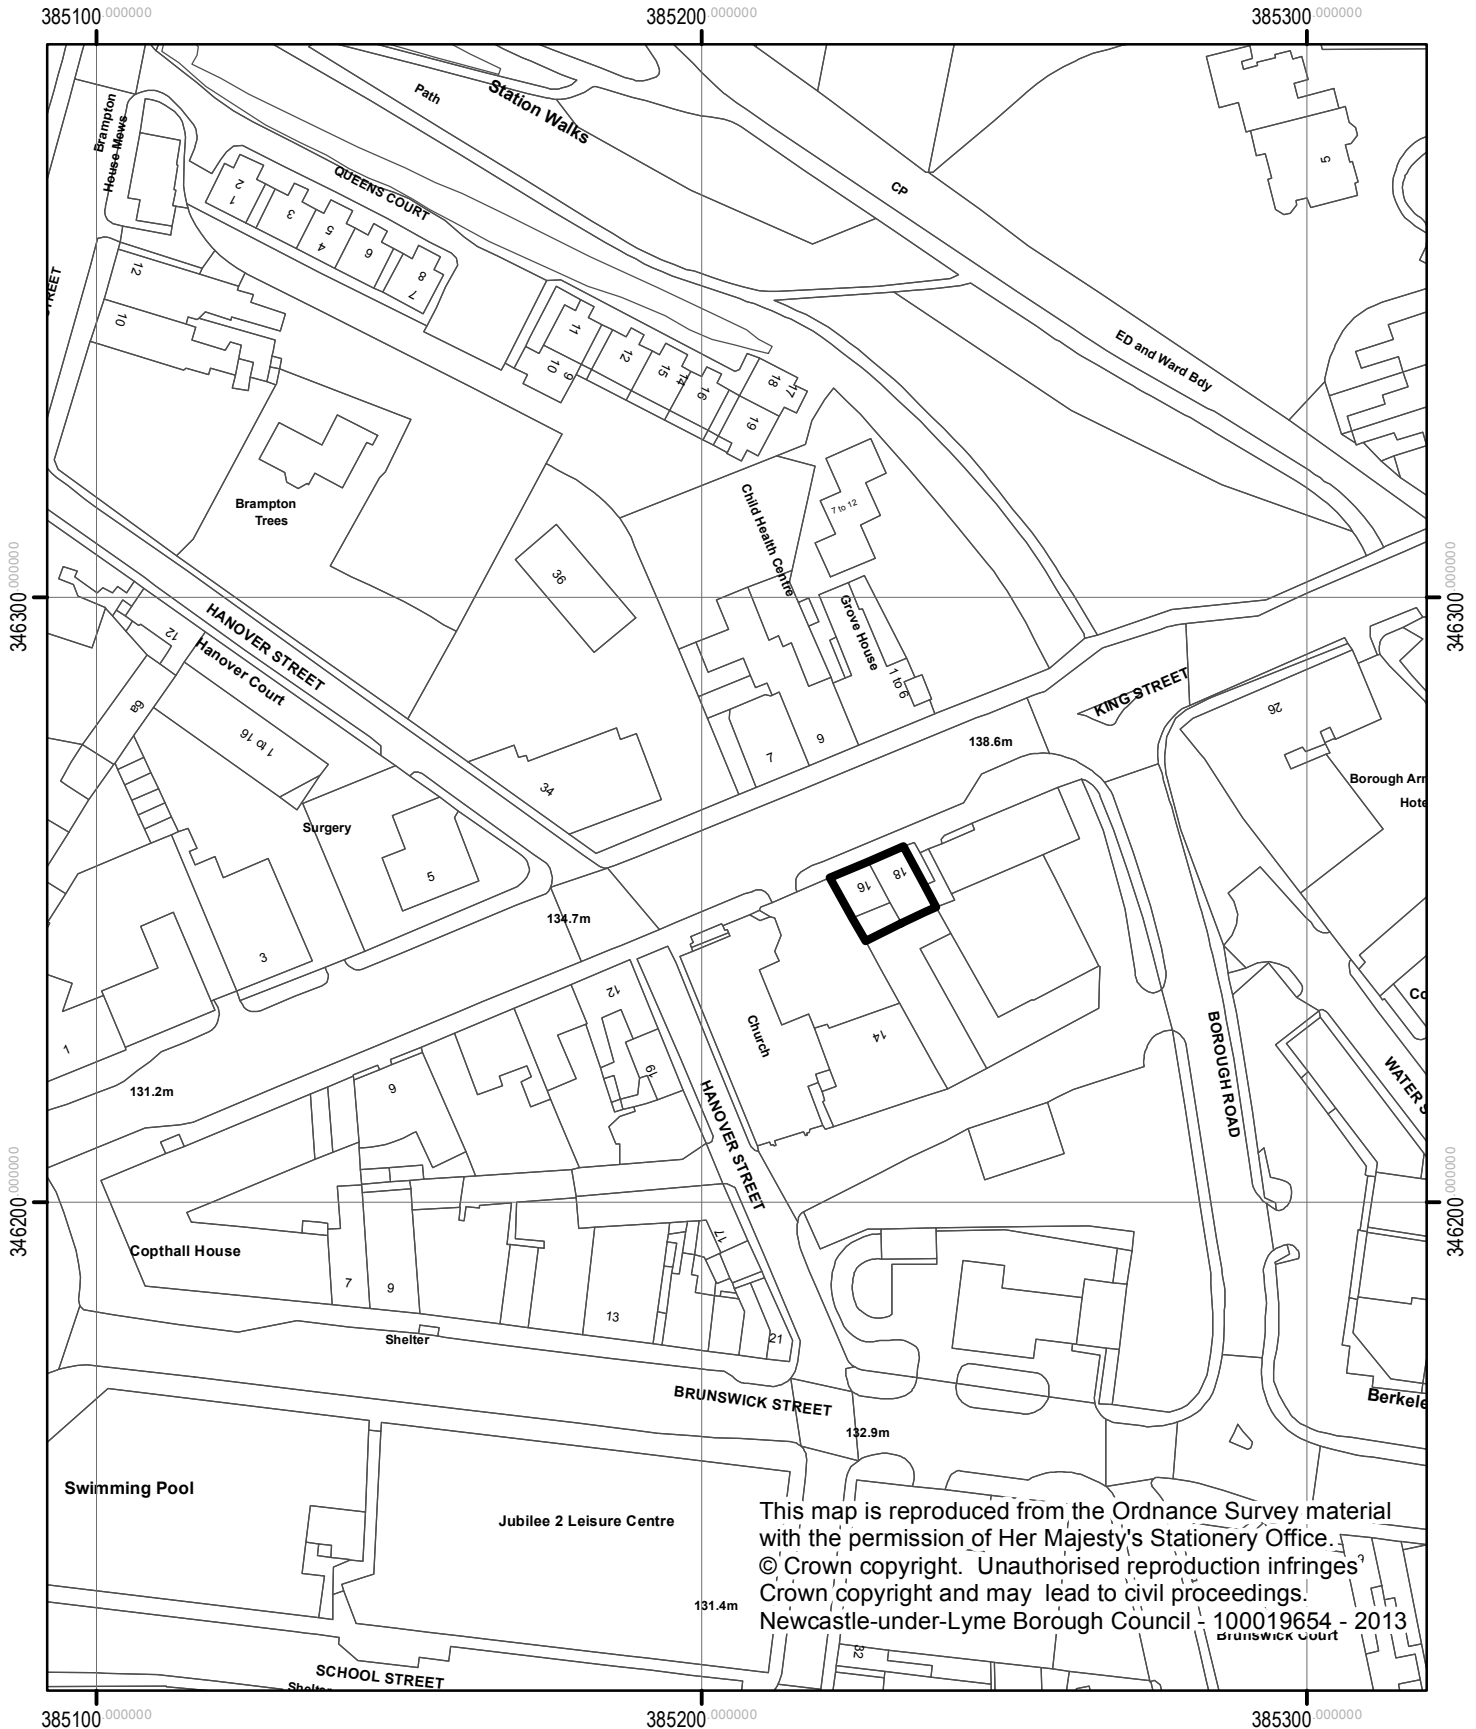 385100.000000
385200.000000
385300.000000
Station Walks
Path
Brampton
House Mews
QUEENS COURT
CP
5
2
1
3
5
4
6
8
7
12
10
TREET
ED and Ward Bdy
11
10
9
12
15
14
16
18
17
19
Brampton
Trees
Child Health Centre
7 to 12
36
346300.000000
346300.000000
HANOVER STREET
Hanover Court
12
Grove House
1 to 6
KING STREET
1 to 16
26
138.6m
7
9
34
Borough Arm
Hote
Surgery
5
16
18
134.7m
3
12
Church
14
Co
1
131.2m
9
19
HANOVER STREET
BOROUGH ROAD
WATER S
346200.000000
346200.000000
Copthall House
17
7
9
13
21
Shelter
BRUNSWICK STREET
Berkele
132.9m
Swimming Pool
Jubilee 2 Leisure Centre
This map is reproduced from the Ordnance Survey material
with the permission of Her Majesty's Stationery Office.
© Crown copyright. Unauthorised reproduction infringes
Crown copyright and may lead to civil proceedings.
131.4m
Newcastle-under-Lyme Borough Council - 100019654 - 2013
Brunswick Court
32
SCHOOL STREET
Shelter
385100.000000
385200.000000
385300.000000